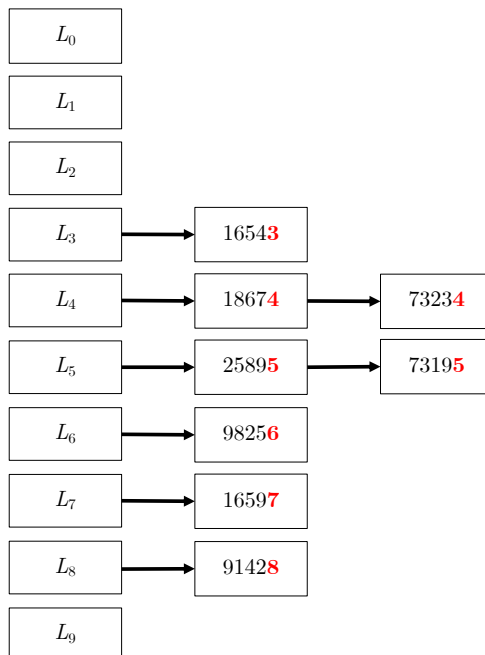 L₀
L₁
L₂
L₃ 16543
L₄ 18674 73234
L₅ 25895 73195
L₆ 98256
L₇ 16597
L₈ 91428
L₉